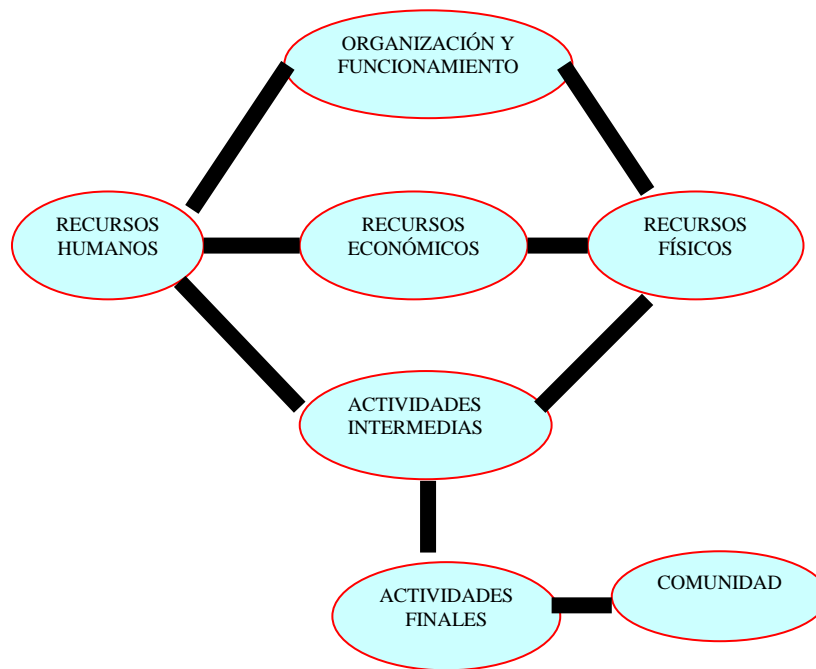 ORGANIZACIÓN Y
FUNCIONAMIENTO
RECURSOS
HUMANOS
RECURSOS
ECONÓMICOS
RECURSOS
FÍSICOS
ACTIVIDADES
INTERMEDIAS
ACTIVIDADES
FINALES
COMUNIDAD